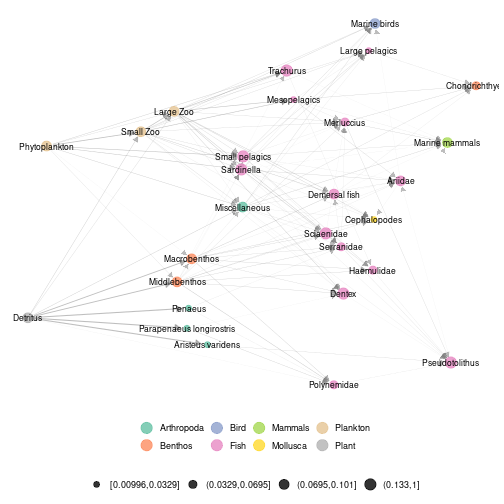 Marine birds
Large pelagics
Trachurus
Chondrichthye
Mesopelagics
Large Zoo
Merluccius
Small Zoo
Phytoplankton
Marine mammals
Small pelagics
Sardinella
Ariidae
Demersal fish
Miscellaneous
Cephalopodes
Sciaenidae
Serranidae
Macrobenthos
Haemulidae
Middlebenthos
Dentex
Penaeus
Detritus
Parapenaeus longirostris
Aristeus varidens
Pseudotolithus
Polynemidae
Arthropoda Bird Mammals Plankton
Benthos Fish Mollusca Plant
[0.00996,0.0329] (0.0329,0.0695] (0.0695,0.101] (0.133,1]